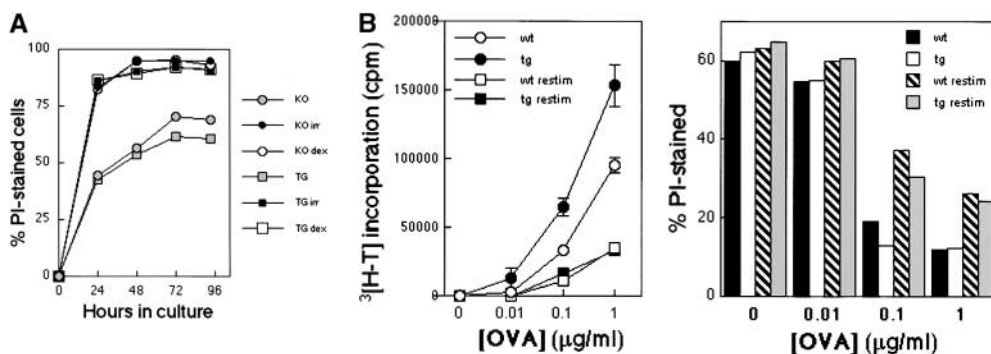 A
% PI-stained cells
100
75
50
25
0
0 24 48 72 96
Hours in culture
KO
KO irr
KO dex
TG
TG irr
TG dex
B
³[H-T] incorporation (cpm)
200000
150000
100000
50000
0
wt
tg
wt restim
tg restim
0 0.01 0.1 1
[OVA] (μg/ml)
% PI-stained
60
40
20
0
wt
tg
wt restim
tg restim
0 0.01 0.1 1
[OVA] (μg/ml)